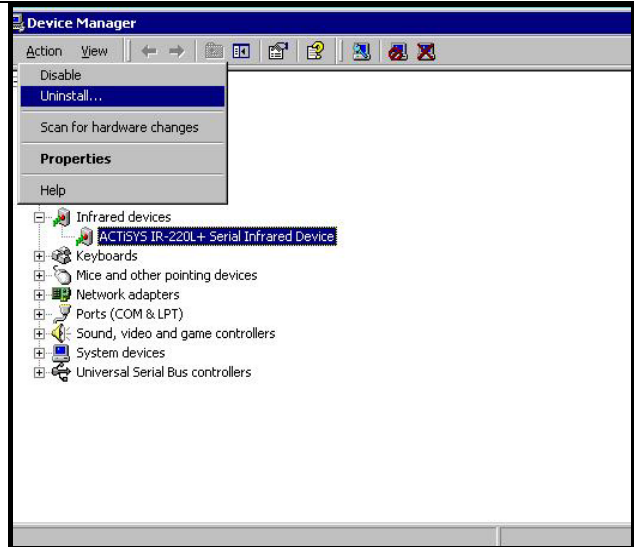 Device Manager
Action View
Disable
Uninstall...
Scan for hardware changes
Properties
Help
Infrared devices
ACTiSYS IR-220L+ Serial Infrared Device
Keyboards
Mice and other pointing devices
Network adapters
Ports (COM & LPT)
Sound, video and game controllers
System devices
Universal Serial Bus controllers